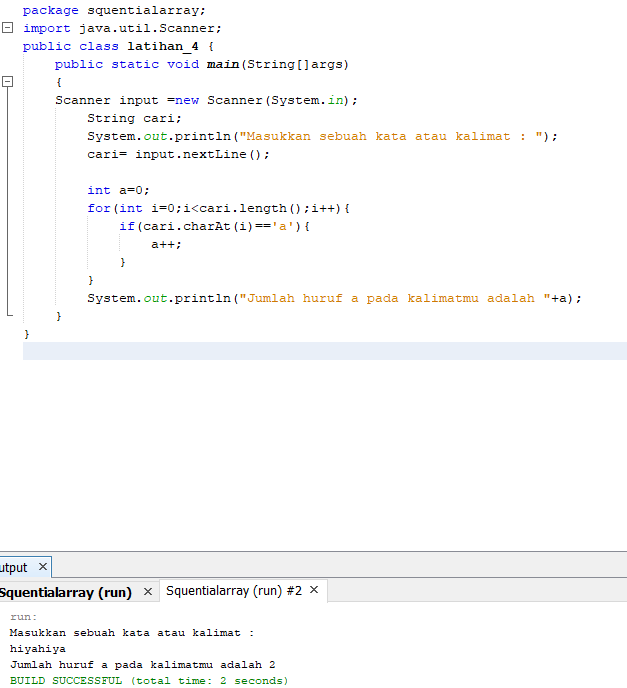 package squentialarray;
import java.util.Scanner;
public class latihan_4 {
    public static void main(String[]args)
    {
    Scanner input =new Scanner(System.in);
        String cari;
        System.out.println("Masukkan sebuah kata atau kalimat : ");
        cari= input.nextLine();
        int a=0;
        for(int i=0;i<cari.length();i++){
            if(cari.charAt(i)=='a'){
                a++;
            }
        }
        System.out.println("Jumlah huruf a pada kalimatmu adalah "+a);
    }
}
utput ×
Squentialarray (run) × Squentialarray (run) #2 ×
run:
Masukkan sebuah kata atau kalimat :
hiyahiya
Jumlah huruf a pada kalimatmu adalah 2
BUILD SUCCESSFUL (total time: 2 seconds)